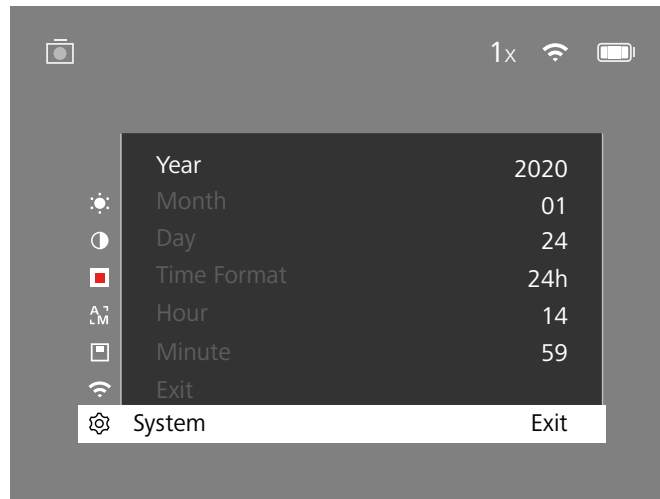 1x
Year 2020
Month 01
Day 24
Time Format 24h
Hour 14
Minute 59
A M
Exit
System Exit